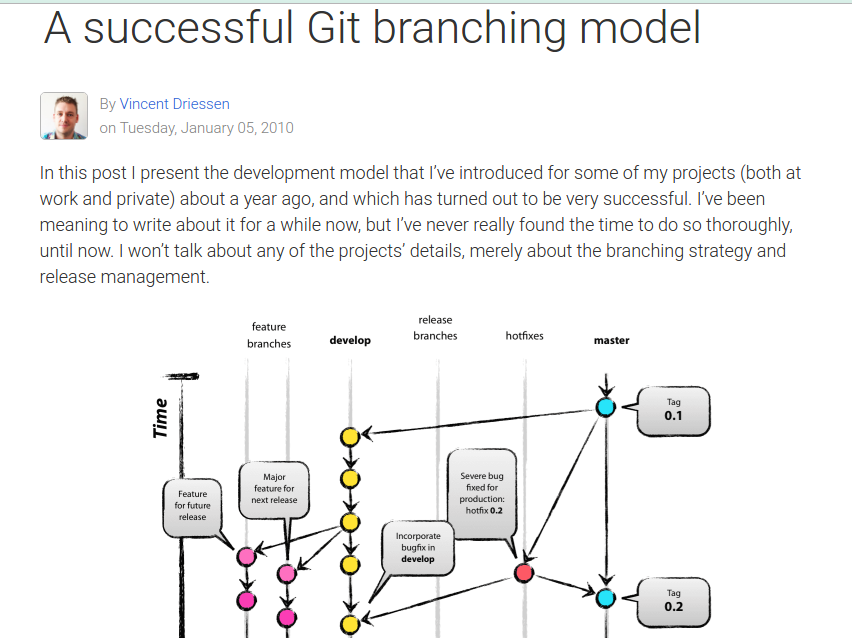 A successful Git branching model
By Vincent Driessen
on Tuesday, January 05, 2010
In this post I present the development model that I’ve introduced for some of my projects (both at
work and private) about a year ago, and which has turned out to be very successful. I’ve been
meaning to write about it for a while now, but I’ve never really found the time to do so thoroughly,
until now. I won’t talk about any of the projects’ details, merely about the branching strategy and
release management.
feature
branches
develop
release
branches
hotfixes
master
Time
Tag
0.1
Feature
for future
release
Major
feature for
next release
Severe bug
fixed for
production:
hotfix 0.2
Incorporate
bugfix in
develop
Tag
0.2